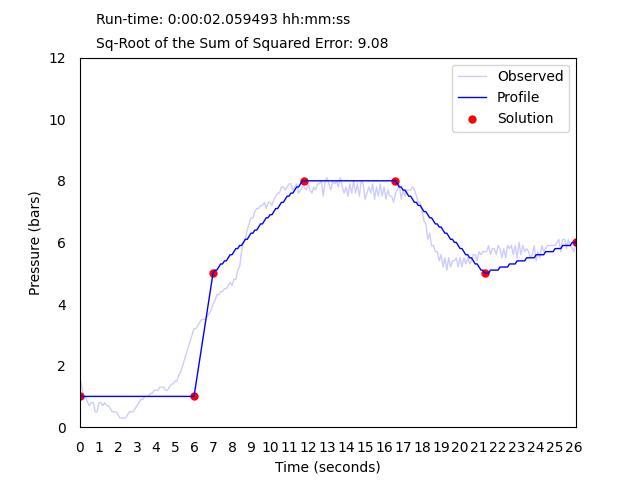 Run-time: 0:00:02.059493 hh:mm:ss
Sq-Root of the Sum of Squared Error: 9.08
12
10
8
6
4
2
0
Pressure (bars)
Observed
Profile
Solution
0 1 2 3 4 5 6 7 8 9 10 11 12 13 14 15 16 17 18 19 20 21 22 23 24 25 26
Time (seconds)